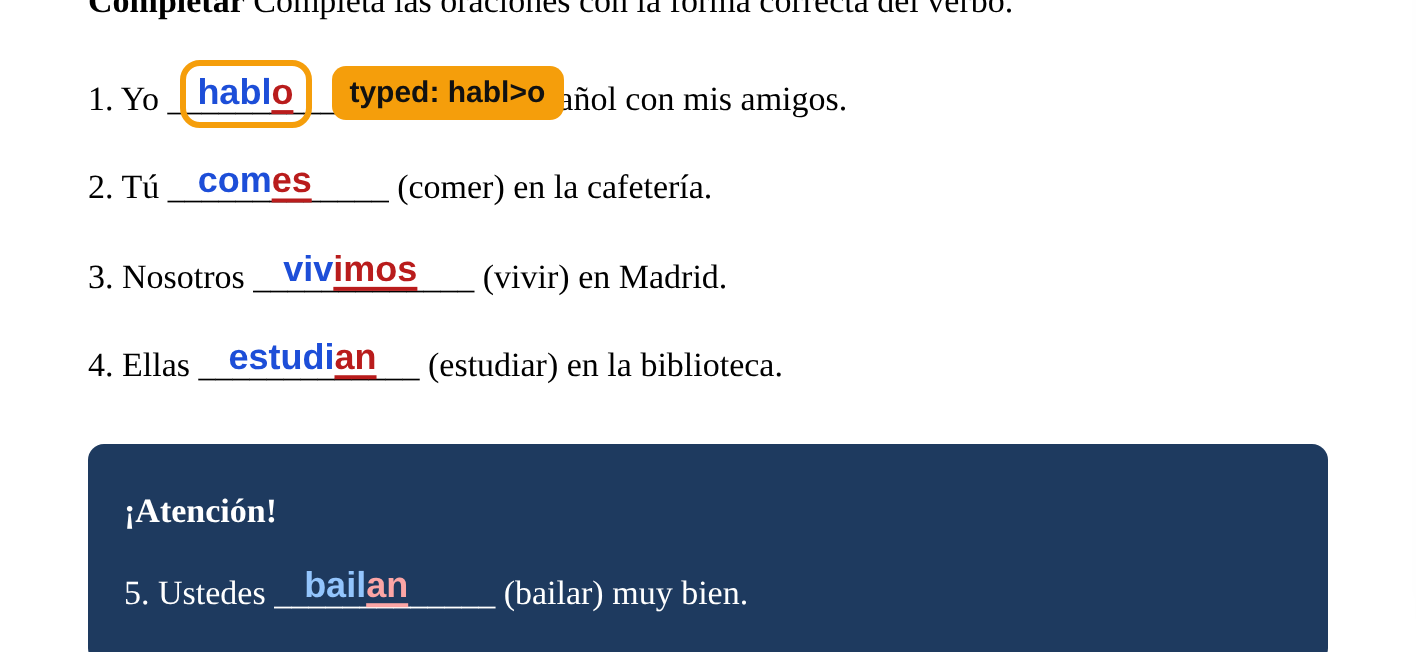 Completar Completa las oraciones con la forma correcta del verbo.
1. Yo hablo typed: habl>o añol con mis amigos.
2. Tú comes (comer) en la cafetería.
3. Nosotros vivimos (vivir) en Madrid.
4. Ellas estudian (estudiar) en la biblioteca.
¡Atención!
5. Ustedes bailan (bailar) muy bien.